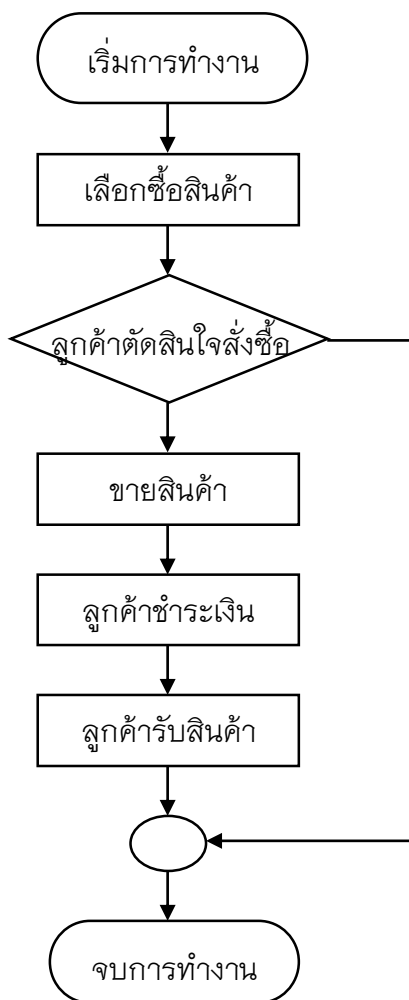 เริ่มการทำงาน
เลือกซื้อสินค้า
ลูกค้าตัดสินใจสั่งซื้อ
ขายสินค้า
ลูกค้าชำระเงิน
ลูกค้ารับสินค้า
จบการทำงาน